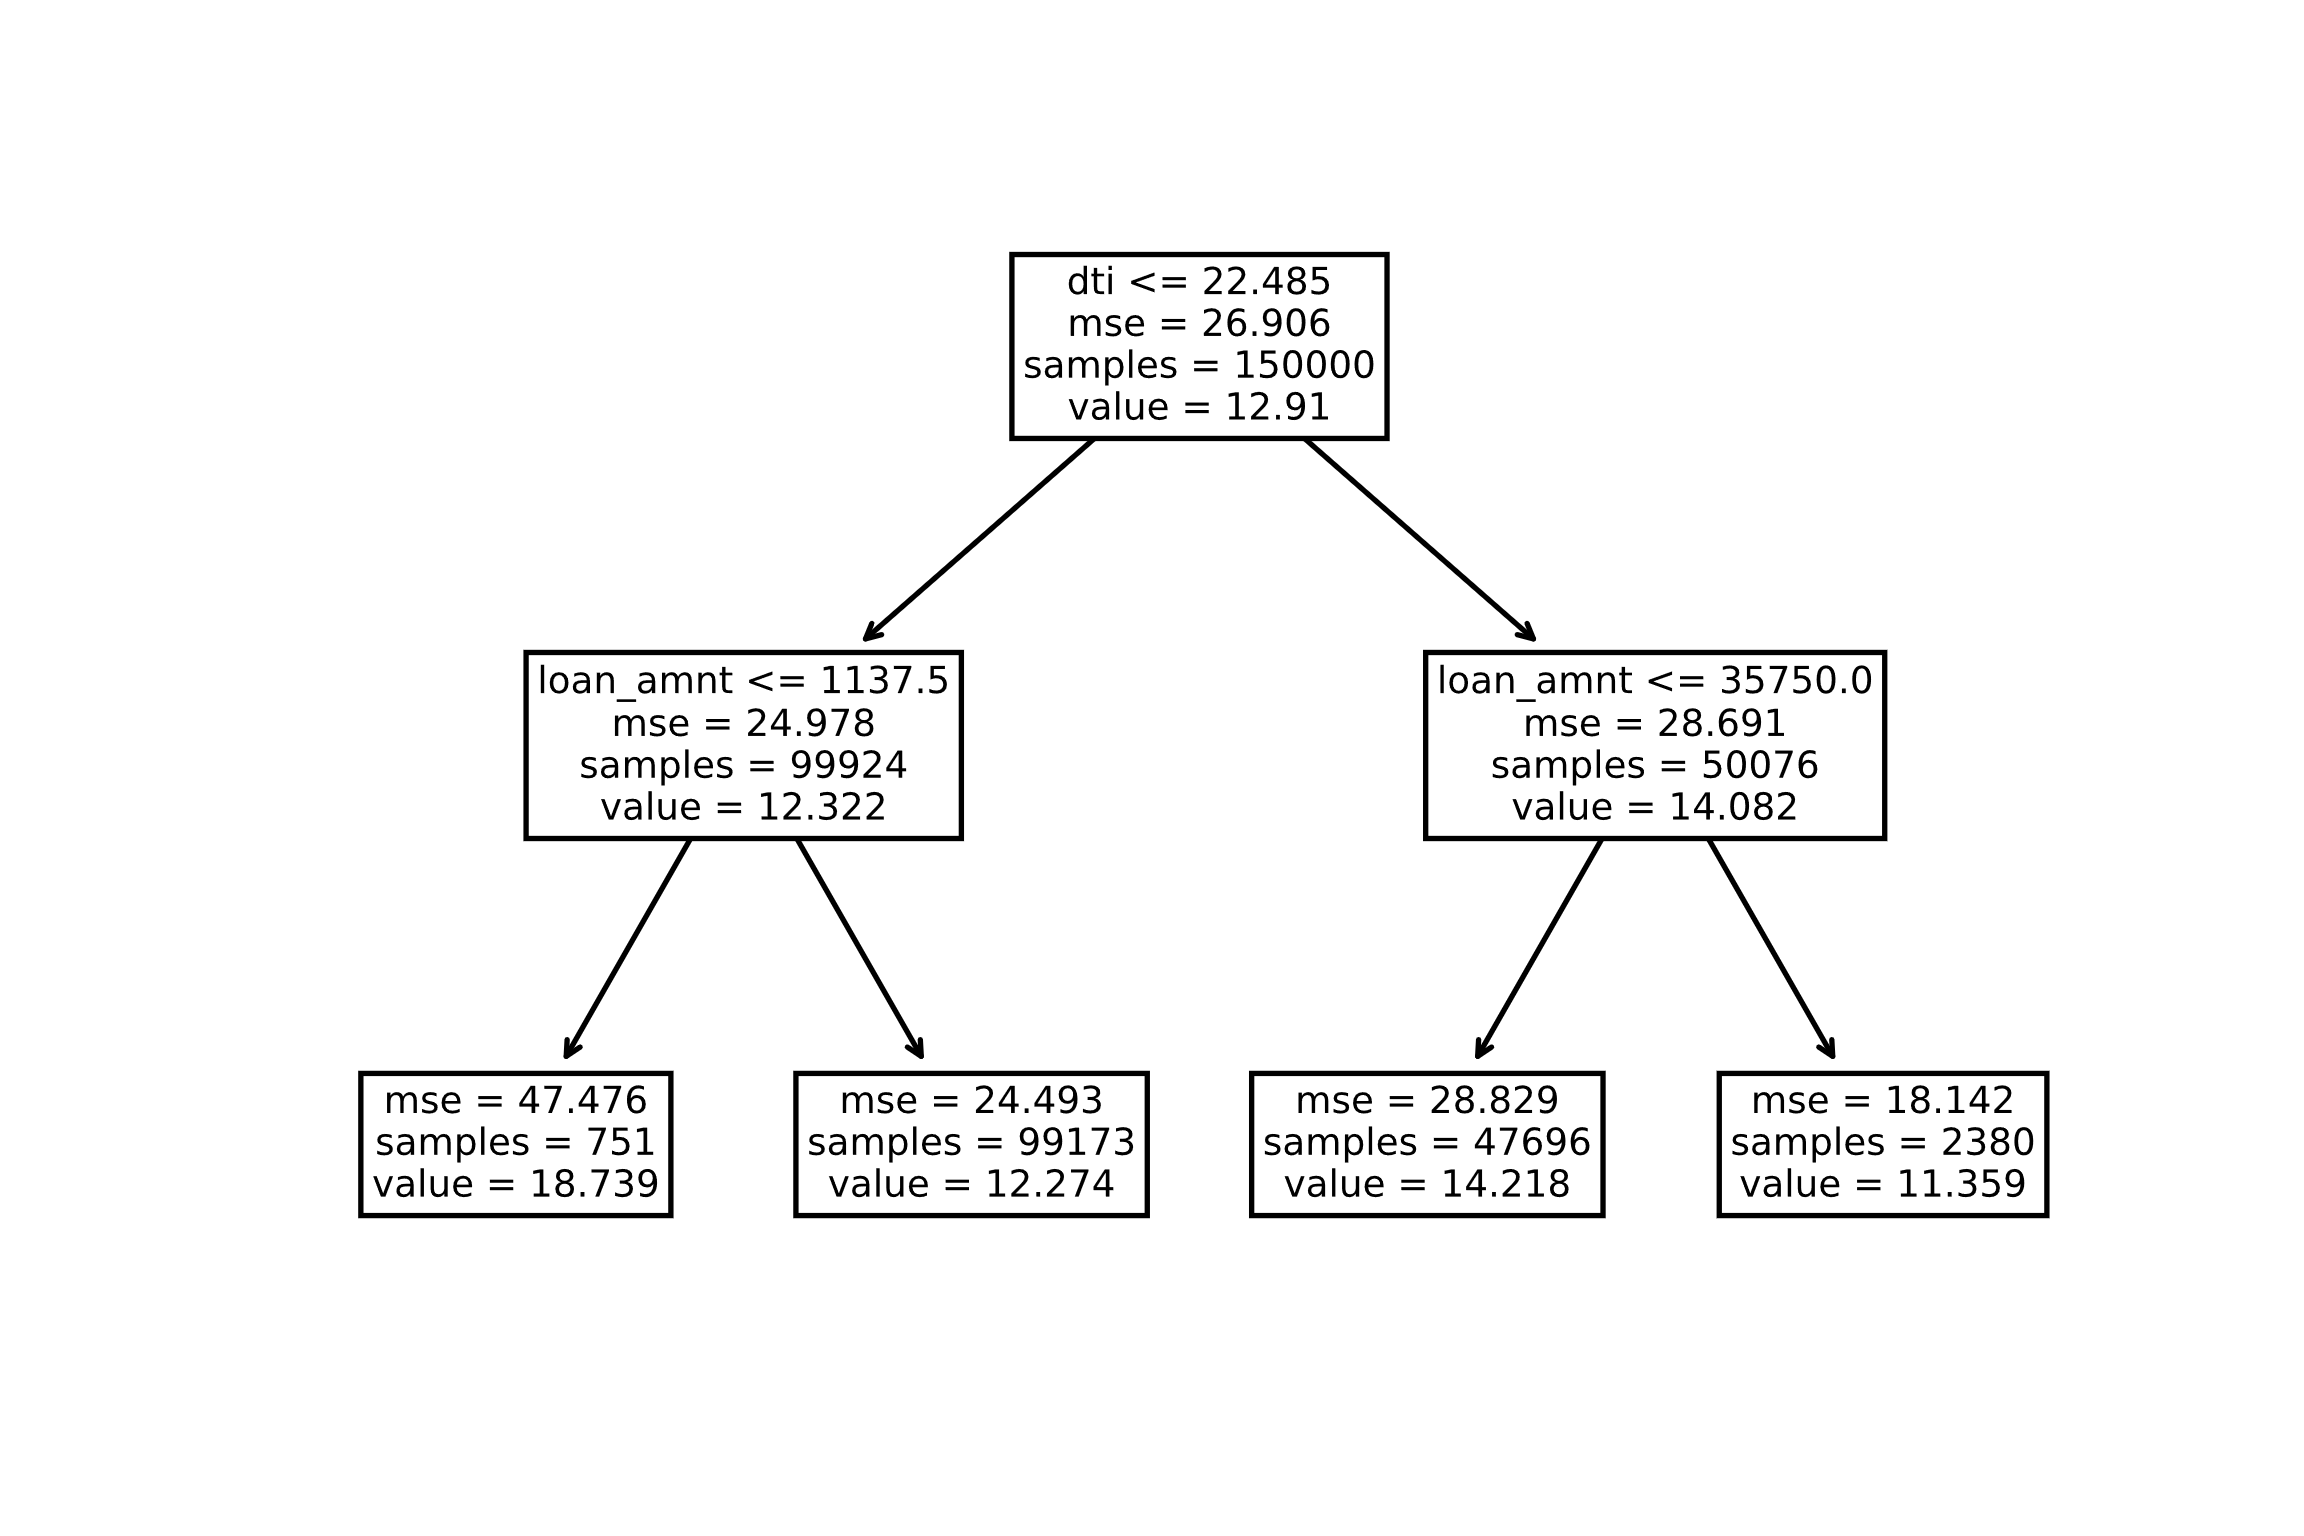 dti <= 22.485
mse = 26.906
samples = 150000
value = 12.91
loan_amnt <= 1137.5
mse = 24.978
samples = 99924
value = 12.322
loan_amnt <= 35750.0
mse = 28.691
samples = 50076
value = 14.082
mse = 47.476
samples = 751
value = 18.739
mse = 24.493
samples = 99173
value = 12.274
mse = 28.829
samples = 47696
value = 14.218
mse = 18.142
samples = 2380
value = 11.359